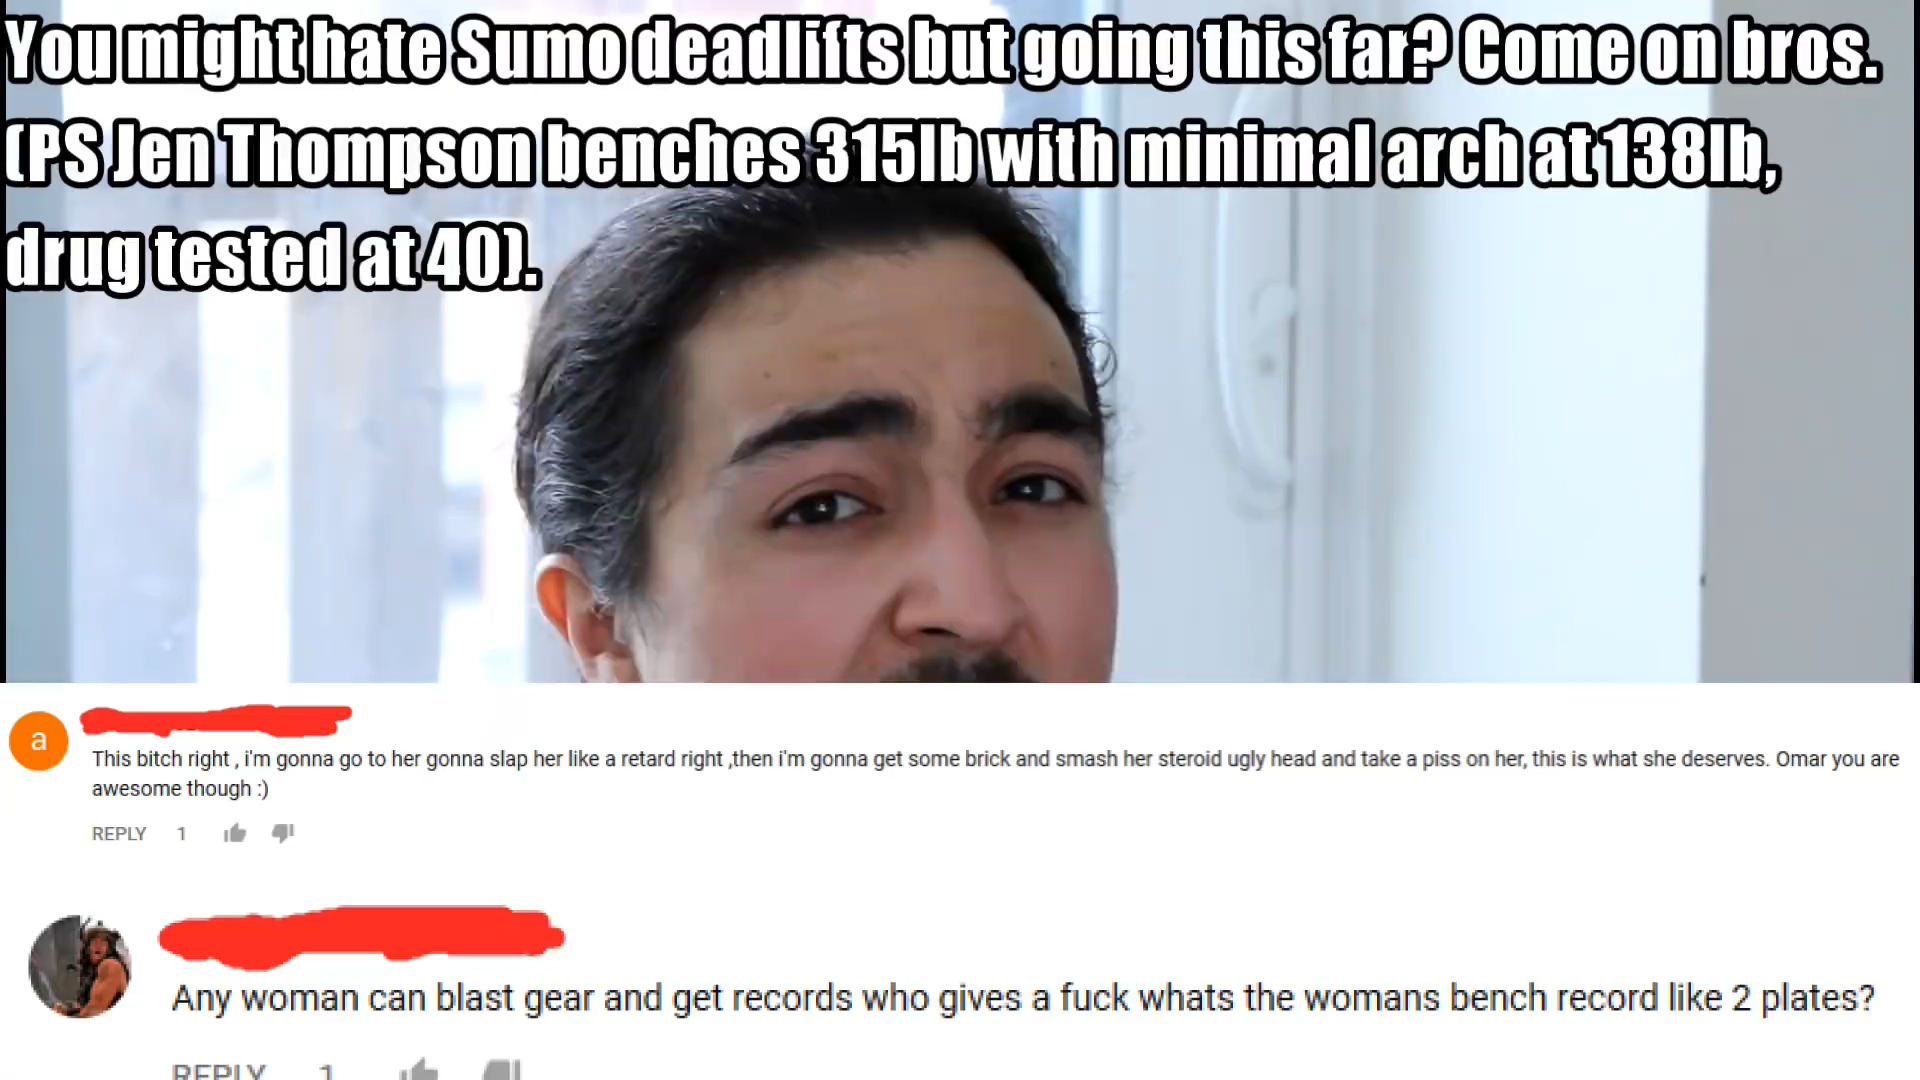 You might hate Sumo deadlifts but going this far? Come on bros.
(PS Jen Thompson benches 315lb with minimal arch at 138lb,
drug tested at 40).
a
This bitch right , i'm gonna go to her gonna slap her like a retard right ,then i'm gonna get some brick and smash her steroid ugly head and take a piss on her, this is what she deserves. Omar you are
awesome though :)
REPLY 1
Any woman can blast gear and get records who gives a fuck whats the womans bench record like 2 plates?
REPLY 1